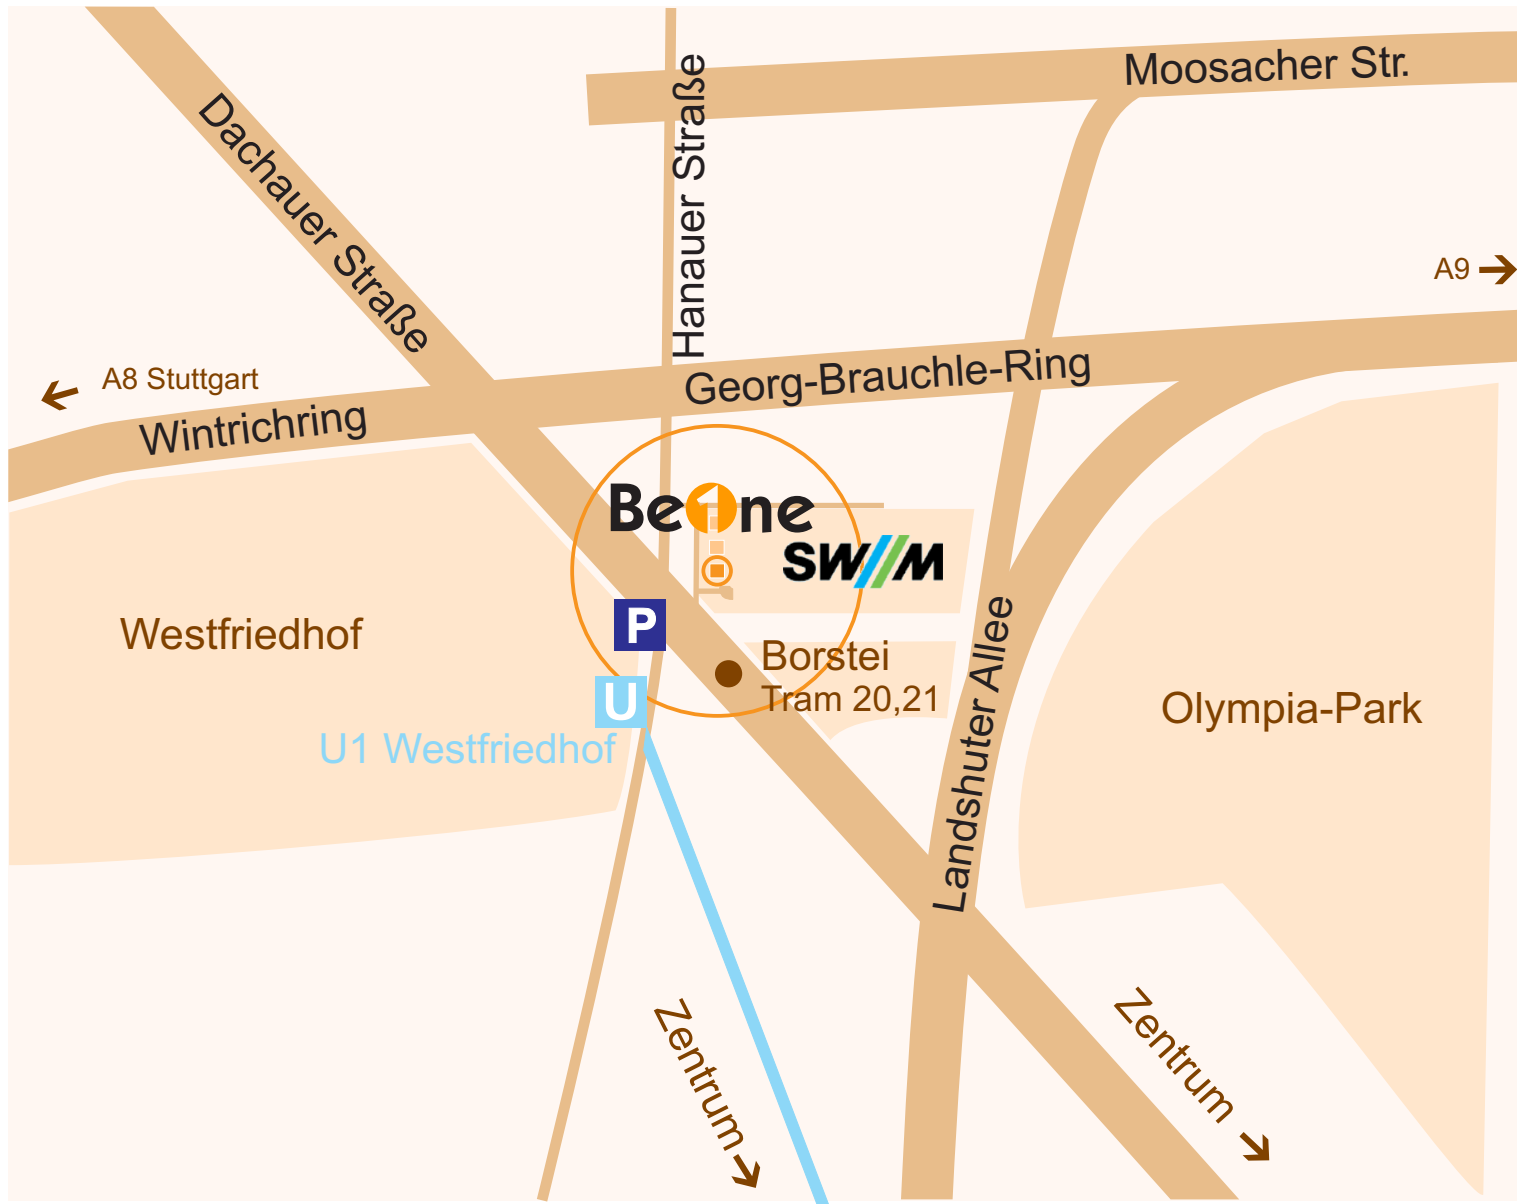 Moosacher Str.
Dachauer Straße
Hanauer Straße
A9
A8 Stuttgart
Georg-Brauchle-Ring
Wintrichring
Be1ne
SW//M
P
Westfriedhof
Borstei
Tram 20,21
U
U1 Westfriedhof
Landshuter Allee
Olympia-Park
Zentrum
Zentrum